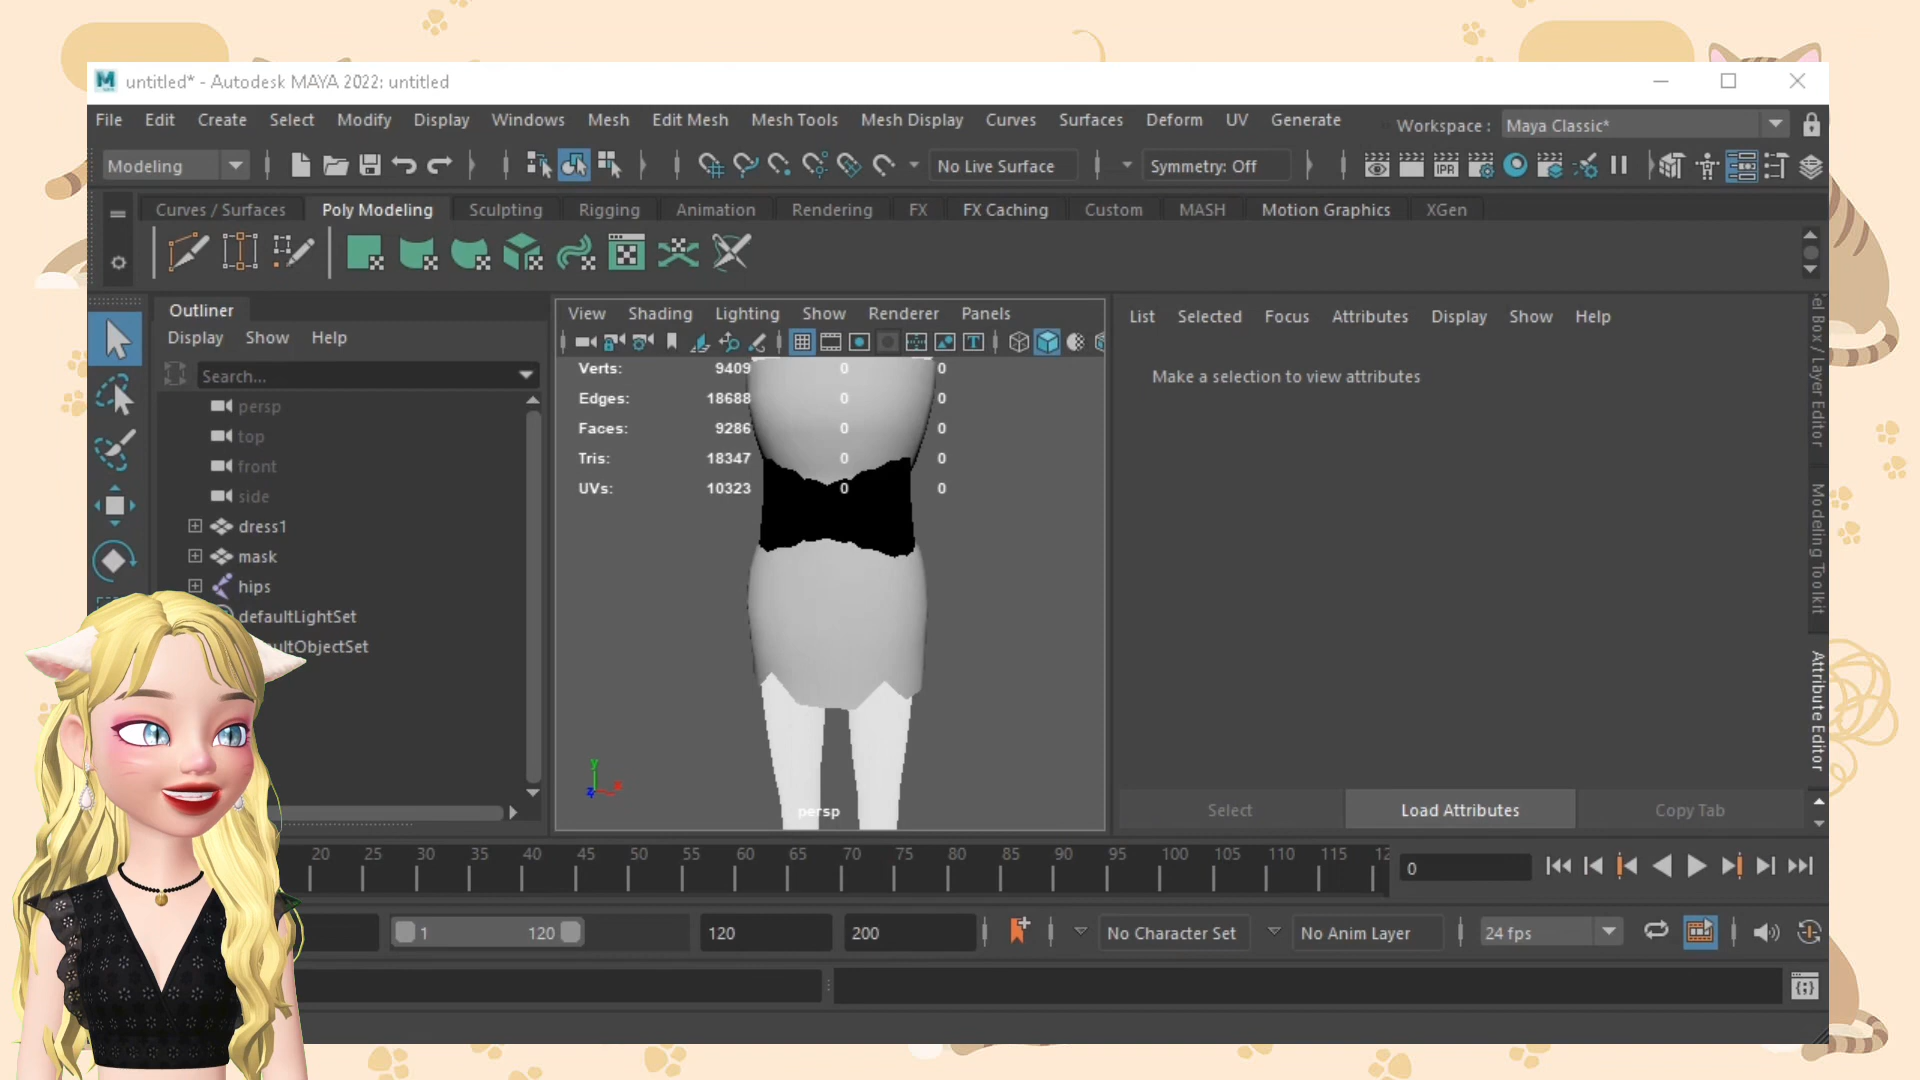 untitled* - Autodesk MAYA 2022: untitled
File Edit Create Select Modify Display Windows Mesh Edit Mesh Mesh Tools Mesh Display Curves Surfaces Deform UV Generate
Workspace : Maya Classic*
Modeling
No Live Surface
Symmetry: Off
IPR
Curves / Surfaces Poly Modeling Sculpting Rigging Animation Rendering FX FX Caching Custom MASH Motion Graphics XGen
Outliner
Display Show Help
Search...
persp
top
front
side
dress1
mask
hips
defaultLightSet
ultObjectSet
View Shading Lighting Show Renderer Panels
Verts: 9409 0 0
Edges: 18688 0 0
Faces: 9286 0 0
Tris: 18347 0 0
UVs: 10323 0 0
y
x
z
persp
List Selected Focus Attributes Display Show Help
Make a selection to view attributes
Select Load Attributes Copy Tab
el Box / Layer Editor
Modeling Toolkit
Attribute Editor
20 25 30 35 40 45 50 55 60 65 70 75 80 85 90 95 100 105 110 115 12
0
1 120
120
200
No Character Set
No Anim Layer
24 fps